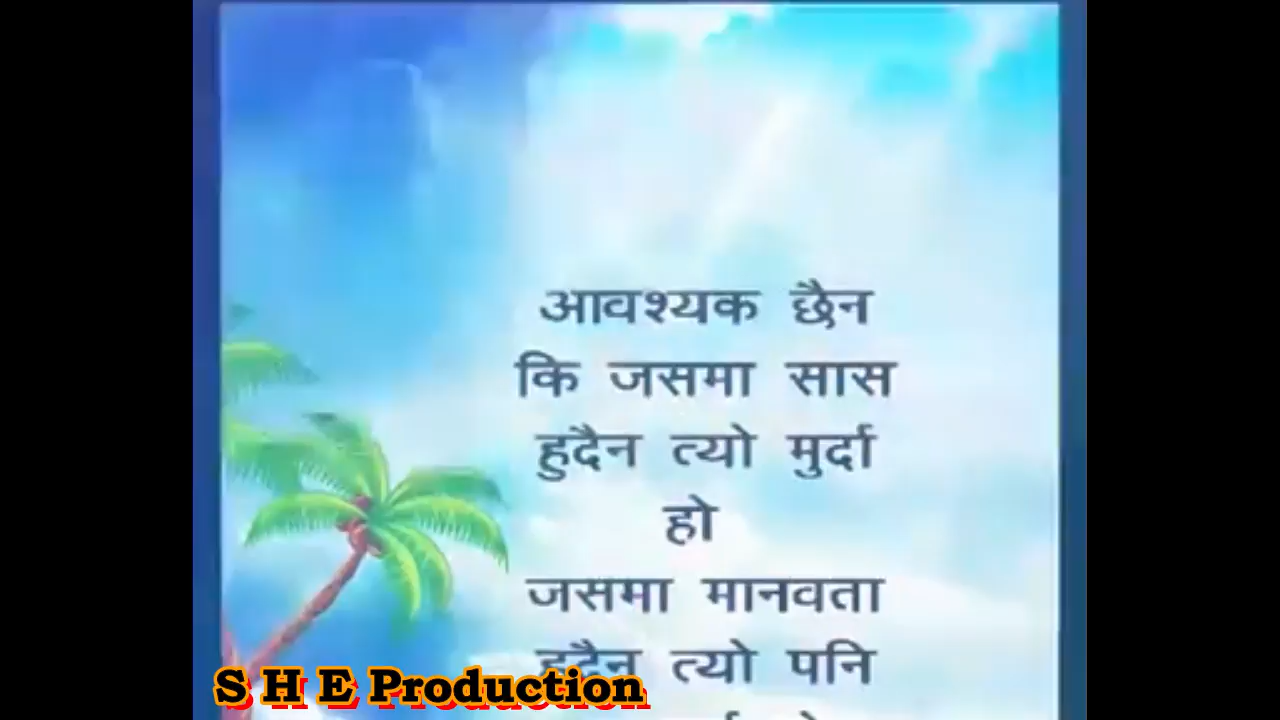 आवश्यक छैन
कि जसमा सास
हुदैन त्यो मुर्दा
हो
जसमा मानवता
हुदैन त्यो पनि
S H E Production